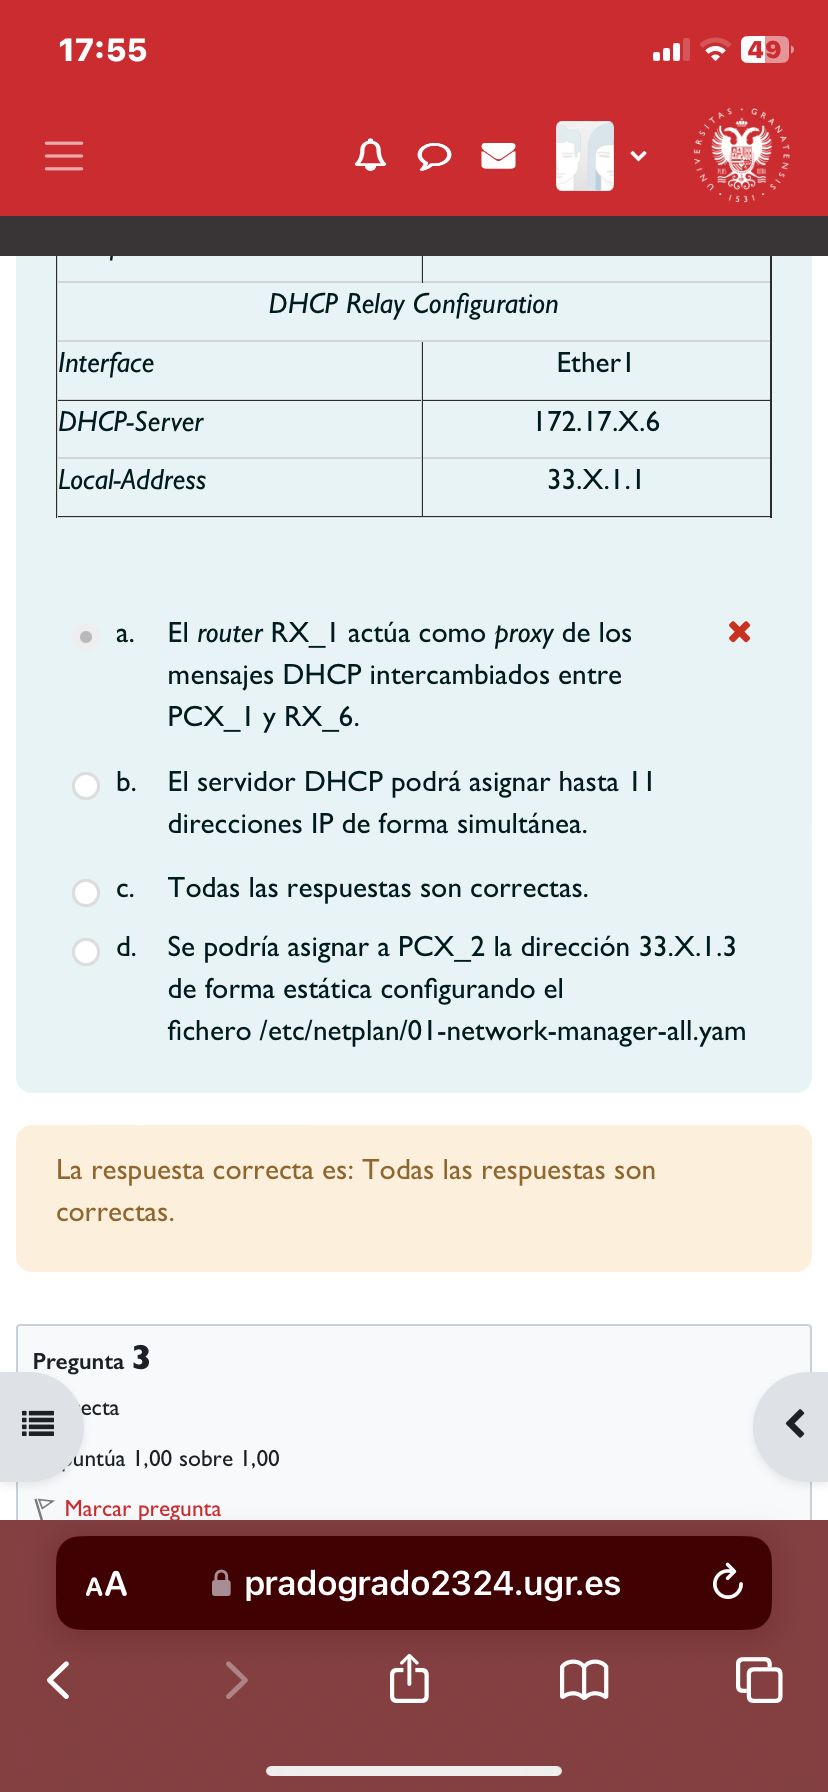 17:55
49
UNIVERSITAS · GRANATENSIS · 1531 ·
DHCP Relay Configuration
Interface
Ether1
DHCP-Server
172.17.X.6
Local-Address
33.X.1.1
a. El router RX_1 actúa como proxy de los
mensajes DHCP intercambiados entre
PCX_1 y RX_6.
b. El servidor DHCP podrá asignar hasta 11
direcciones IP de forma simultánea.
c. Todas las respuestas son correctas.
d. Se podría asignar a PCX_2 la dirección 33.X.1.3
de forma estática configurando el
fichero /etc/netplan/01-network-manager-all.yam
La respuesta correcta es: Todas las respuestas son
correctas.
Pregunta 3
ecta
untúa 1,00 sobre 1,00
Marcar pregunta
AA
pradogrado2324.ugr.es